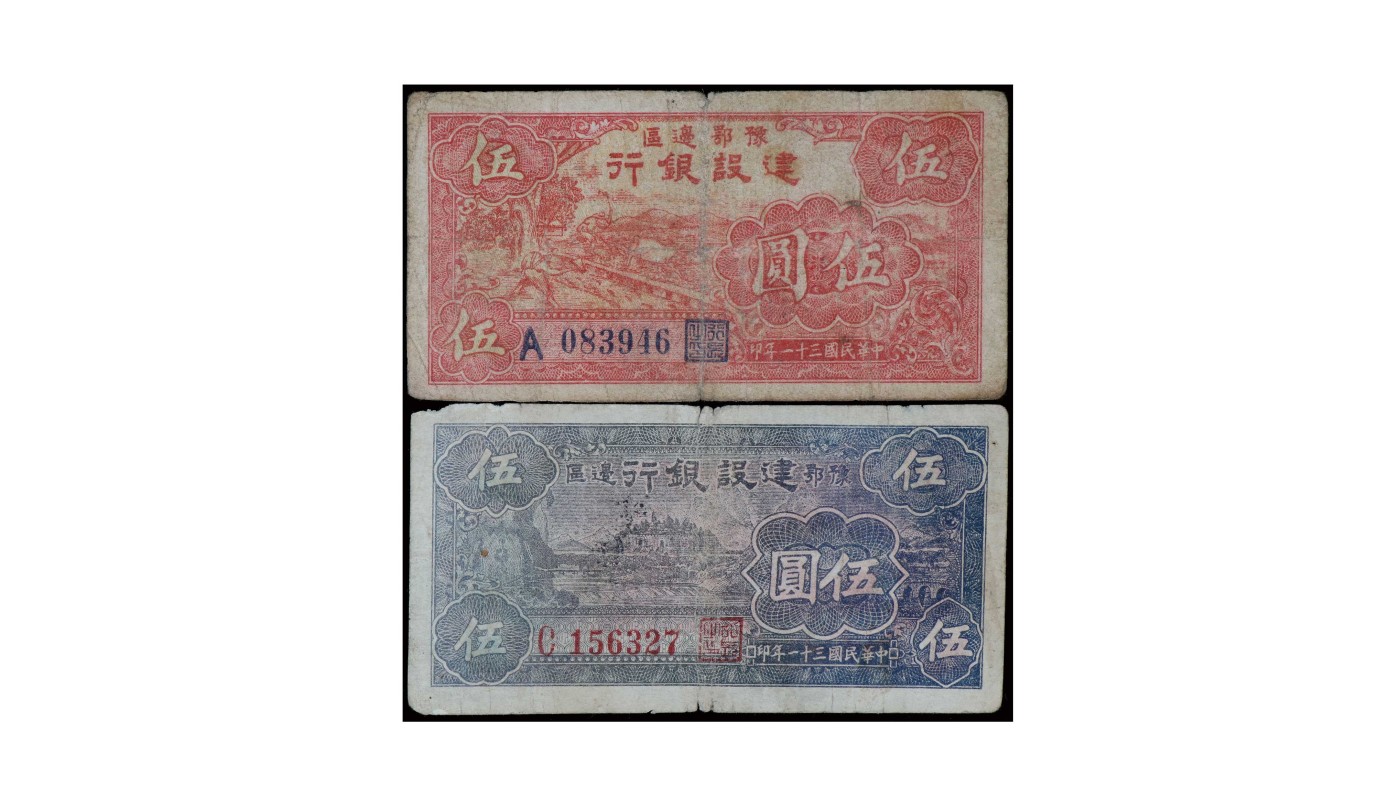 伍
豫鄂邊區
伍
建設銀行
伍圓
伍
A 083946
中華民國三十一年印
伍
豫鄂建設銀行邊區
伍
伍圓
伍
C 156327
中華民國三十一年印
伍